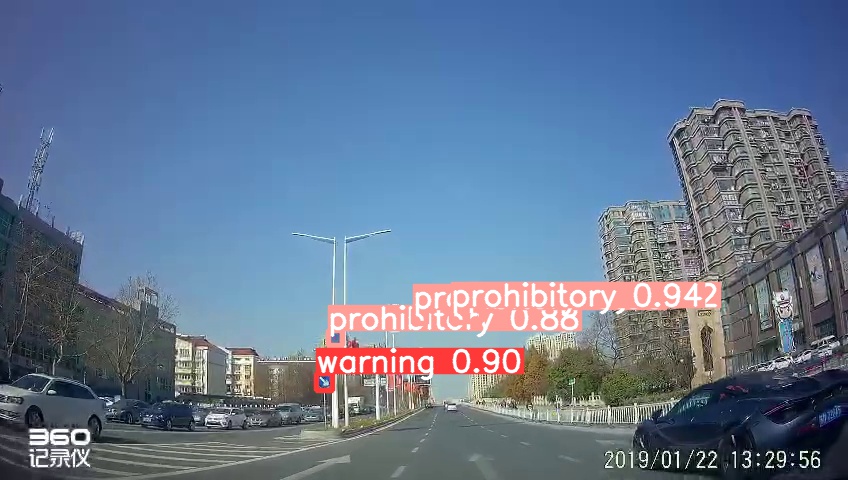 prohibitory 0.942
prohibitory 0.88
warning 0.90
360
记录仪
2019/01/22 13:29:56